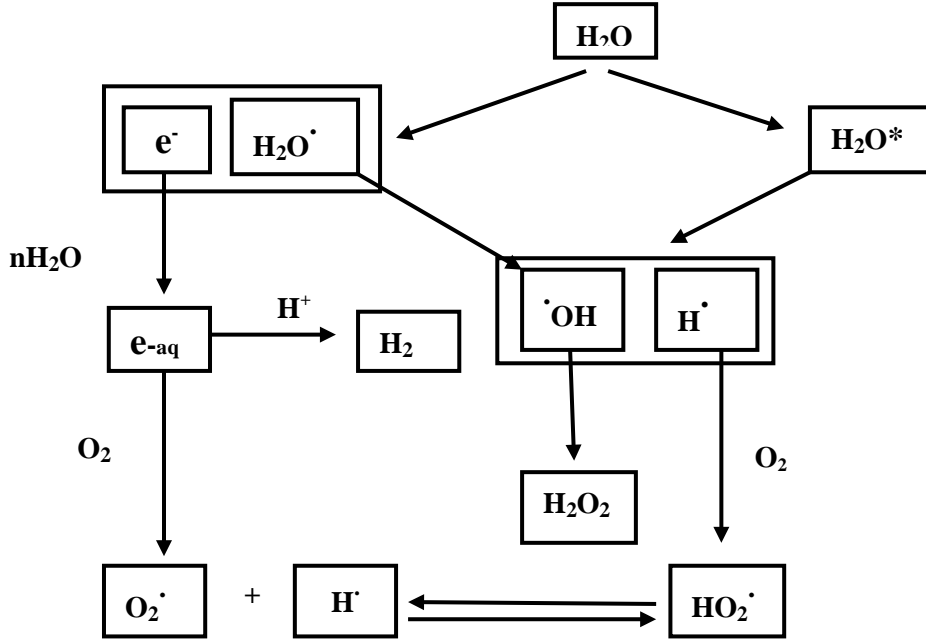 H₂O
e⁻ H₂O˙
H₂O*
nH₂O
H⁺
˙OH H˙
e-aq
H₂
O₂
O₂
H₂O₂
O₂˙ + H˙ HO₂˙